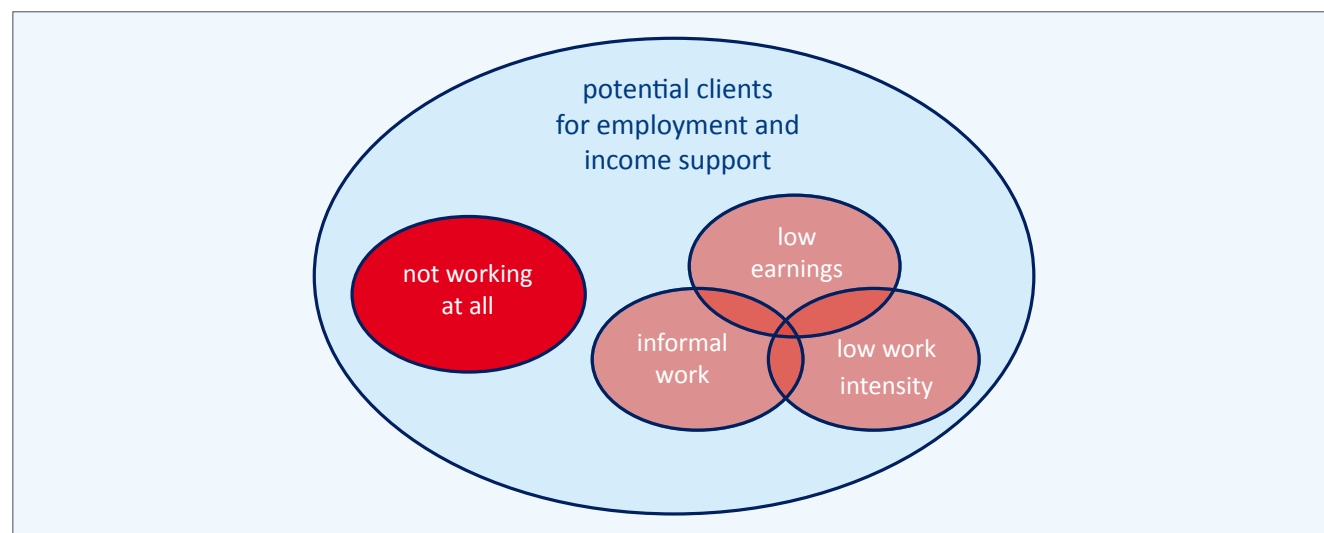 potential clients
for employment and
income support
low
earnings
not working
at all
informal
work
low work
intensity